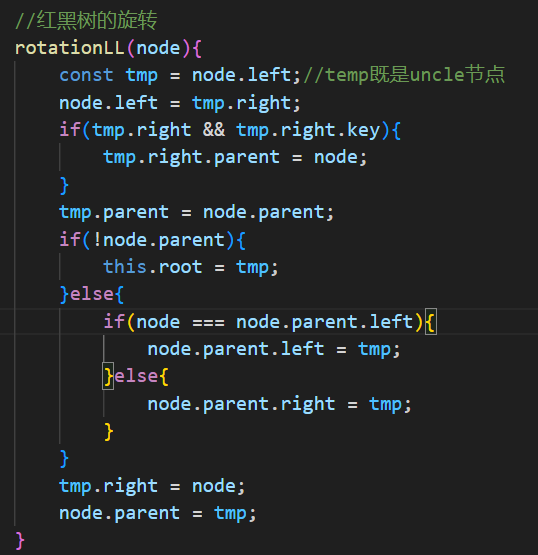 //红黑树的旋转
rotationLL(node){
    const tmp = node.left;//temp既是uncle节点
    node.left = tmp.right;
    if(tmp.right && tmp.right.key){
        tmp.right.parent = node;
    }
    tmp.parent = node.parent;
    if(!node.parent){
        this.root = tmp;
    }else{
        if(node === node.parent.left){
            node.parent.left = tmp;
        }else{
            node.parent.right = tmp;
        }
    }
    tmp.right = node;
    node.parent = tmp;
}